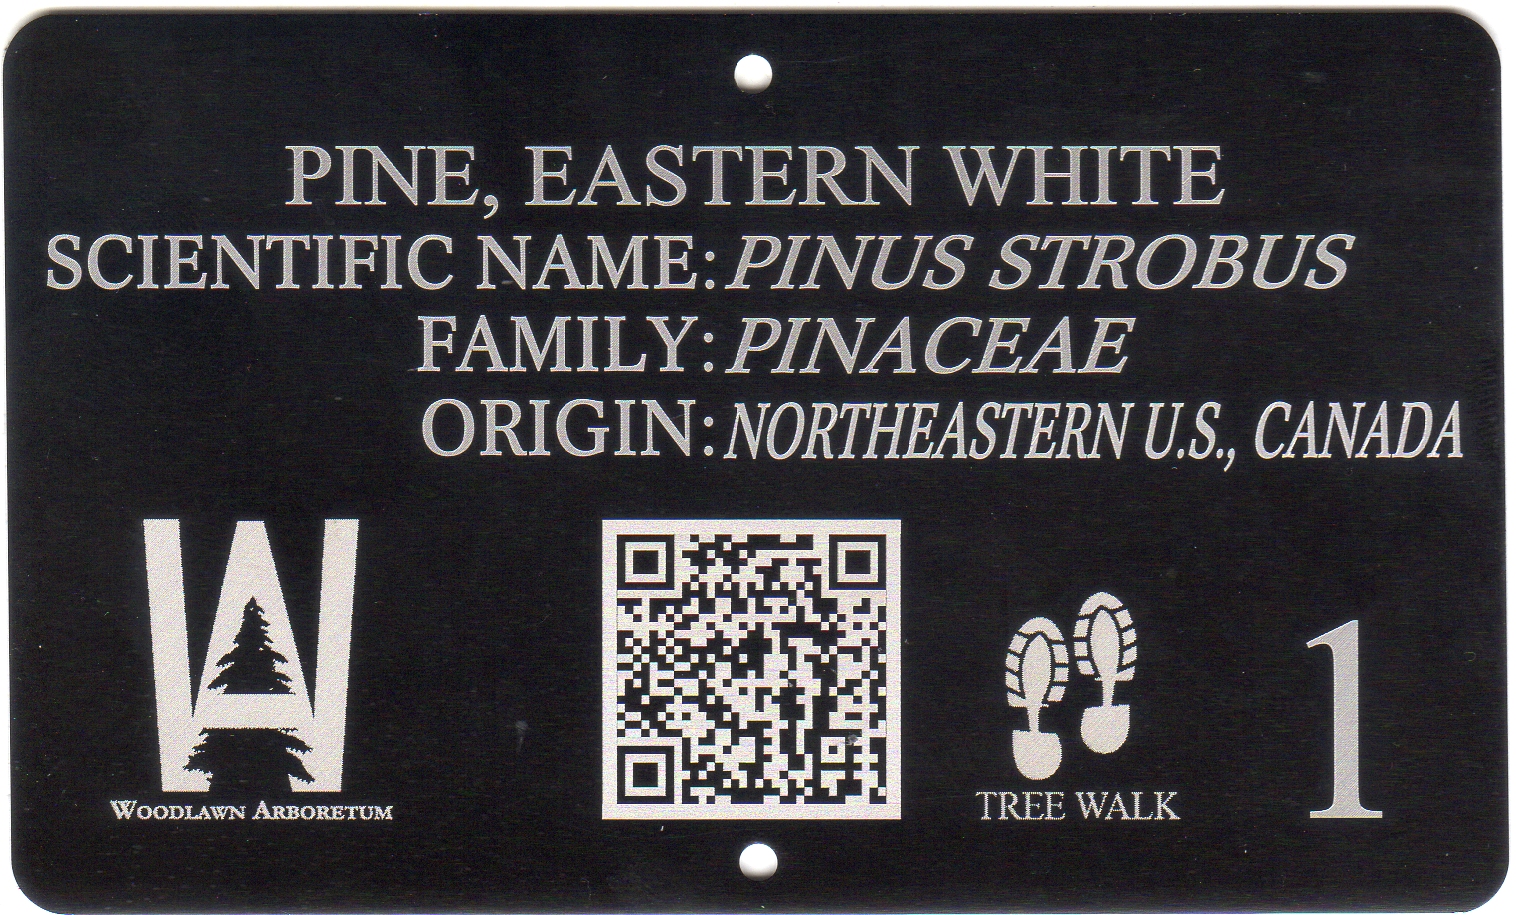 PINE, EASTERN WHITE
SCIENTIFIC NAME: PINUS STROBUS
FAMILY: PINACEAE
ORIGIN: NORTHEASTERN U.S., CANADA
WOODLAWN ARBORETUM
TREE WALK
1